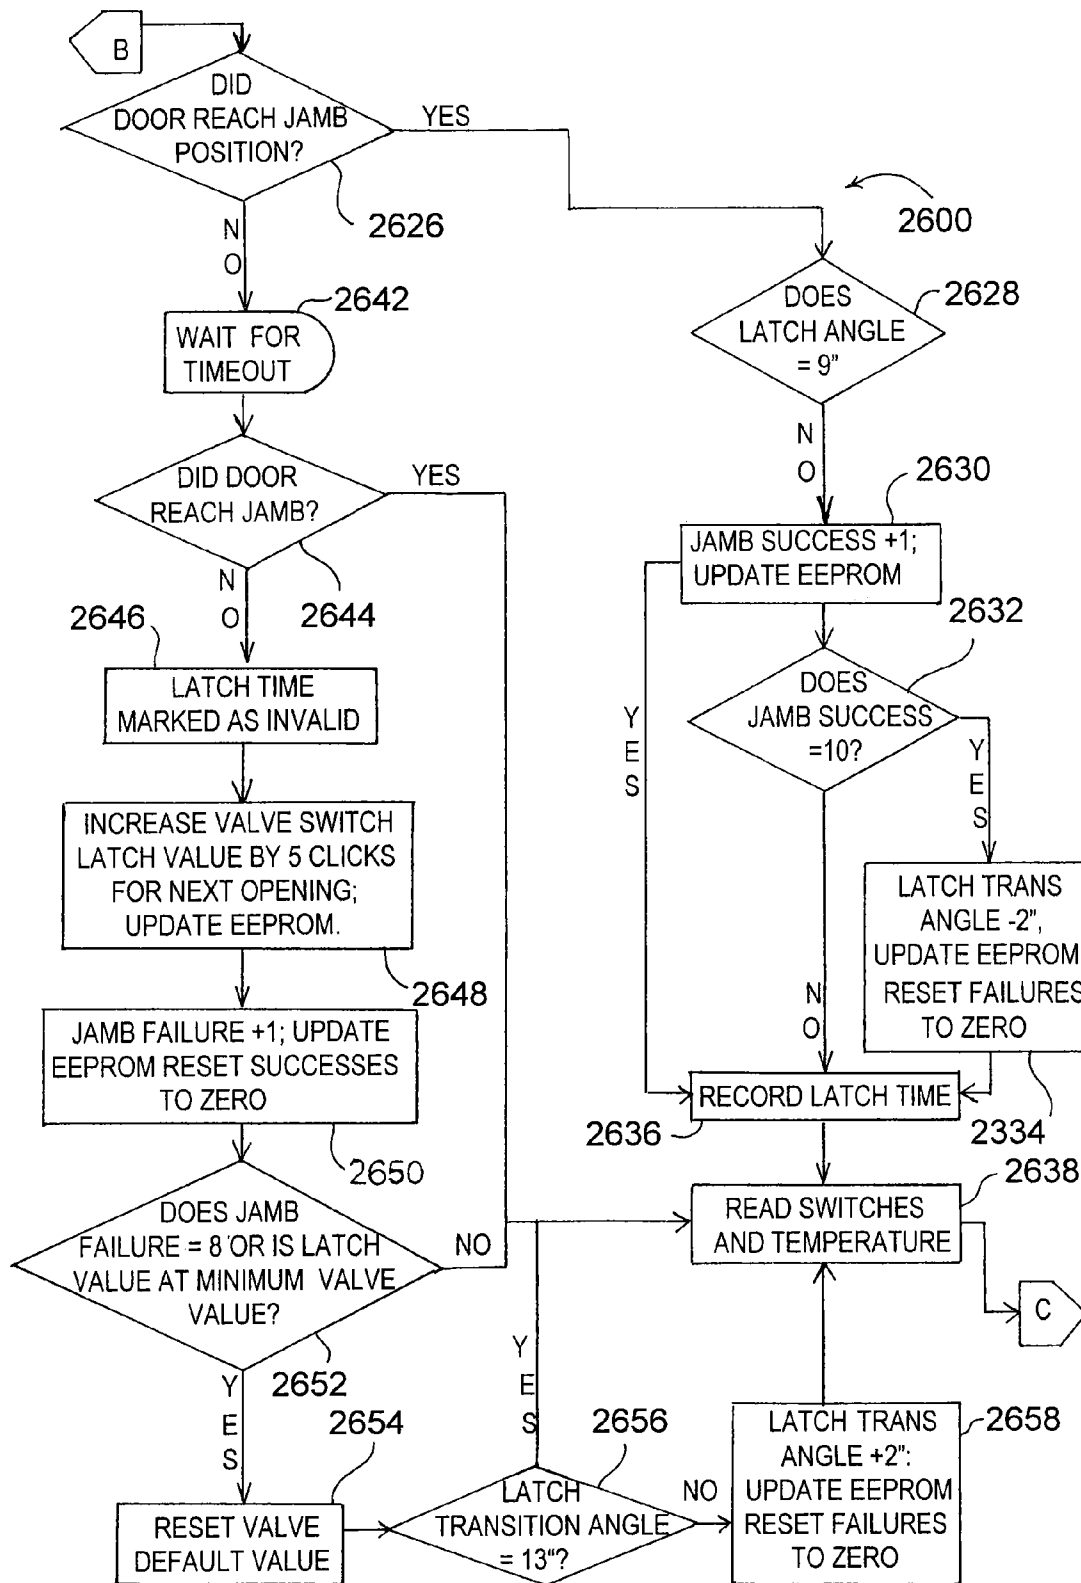 B
DID
DOOR REACH JAMB
POSITION?
YES
2626
N
O
2600
2642
WAIT FOR
TIMEOUT
DOES
LATCH ANGLE
= 9"
2628
N
O
DID DOOR
REACH JAMB?
YES
2644
N
O
2630
JAMB SUCCESS +1;
UPDATE EEPROM
2646
LATCH TIME
MARKED AS INVALID
2632
DOES
JAMB SUCCESS
=10?
Y
E
S
Y
E
S
INCREASE VALVE SWITCH
LATCH VALUE BY 5 CLICKS
FOR NEXT OPENING;
UPDATE EEPROM.
2648
LATCH TRANS
ANGLE -2",
UPDATE EEPROM
RESET FAILURES
TO ZERO
2334
N
O
JAMB FAILURE +1; UPDATE
EEPROM RESET SUCCESSES
TO ZERO
2650
RECORD LATCH TIME
2636
2638
READ SWITCHES
AND TEMPERATURE
C
DOES JAMB
FAILURE = 8 OR IS LATCH
VALUE AT MINIMUM VALVE
VALUE?
NO
2652
Y
E
S
Y
E
S
2654
RESET VALVE
DEFAULT VALUE
2656
LATCH
TRANSITION ANGLE
= 13"?
NO
2658
LATCH TRANS
ANGLE +2":
UPDATE EEPROM
RESET FAILURES
TO ZERO